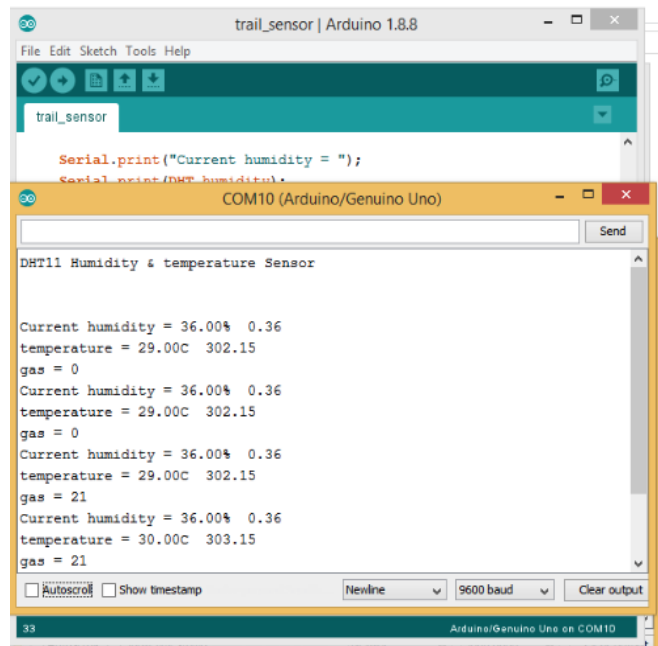 trail_sensor | Arduino 1.8.8
File Edit Sketch Tools Help
trail_sensor
Serial.print("Current humidity = ");
Serial.print(DHT.humidity);
COM10 (Arduino/Genuino Uno)
Send
DHT11 Humidity & temperature Sensor
Current humidity = 36.00% 0.36
temperature = 29.00C 302.15
gas = 0
Current humidity = 36.00% 0.36
temperature = 29.00C 302.15
gas = 0
Current humidity = 36.00% 0.36
temperature = 29.00C 302.15
gas = 21
Current humidity = 36.00% 0.36
temperature = 30.00C 303.15
gas = 21
Autoscroll Show timestamp Newline 9600 baud Clear output
33 Arduino/Genuino Uno on COM10